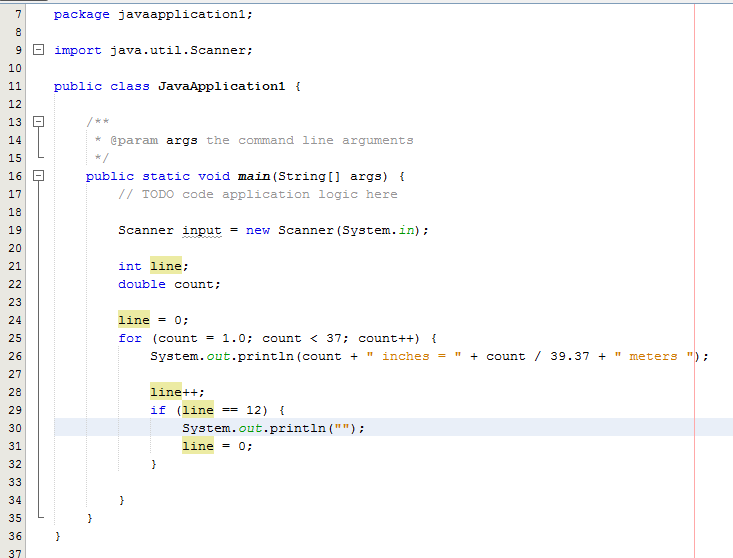 7 package javaapplication1;
8
9 import java.util.Scanner;
10
11 public class JavaApplication1 {
12
13 /**
14 * @param args the command line arguments
15 */
16 public static void main(String[] args) {
17 // TODO code application logic here
18
19 Scanner input = new Scanner(System.in);
20
21 int line;
22 double count;
23
24 line = 0;
25 for (count = 1.0; count < 37; count++) {
26 System.out.println(count + " inches = " + count / 39.37 + " meters ");
27
28 line++;
29 if (line == 12) {
30 System.out.println("");
31 line = 0;
32 }
33
34 }
35 }
36 }
37